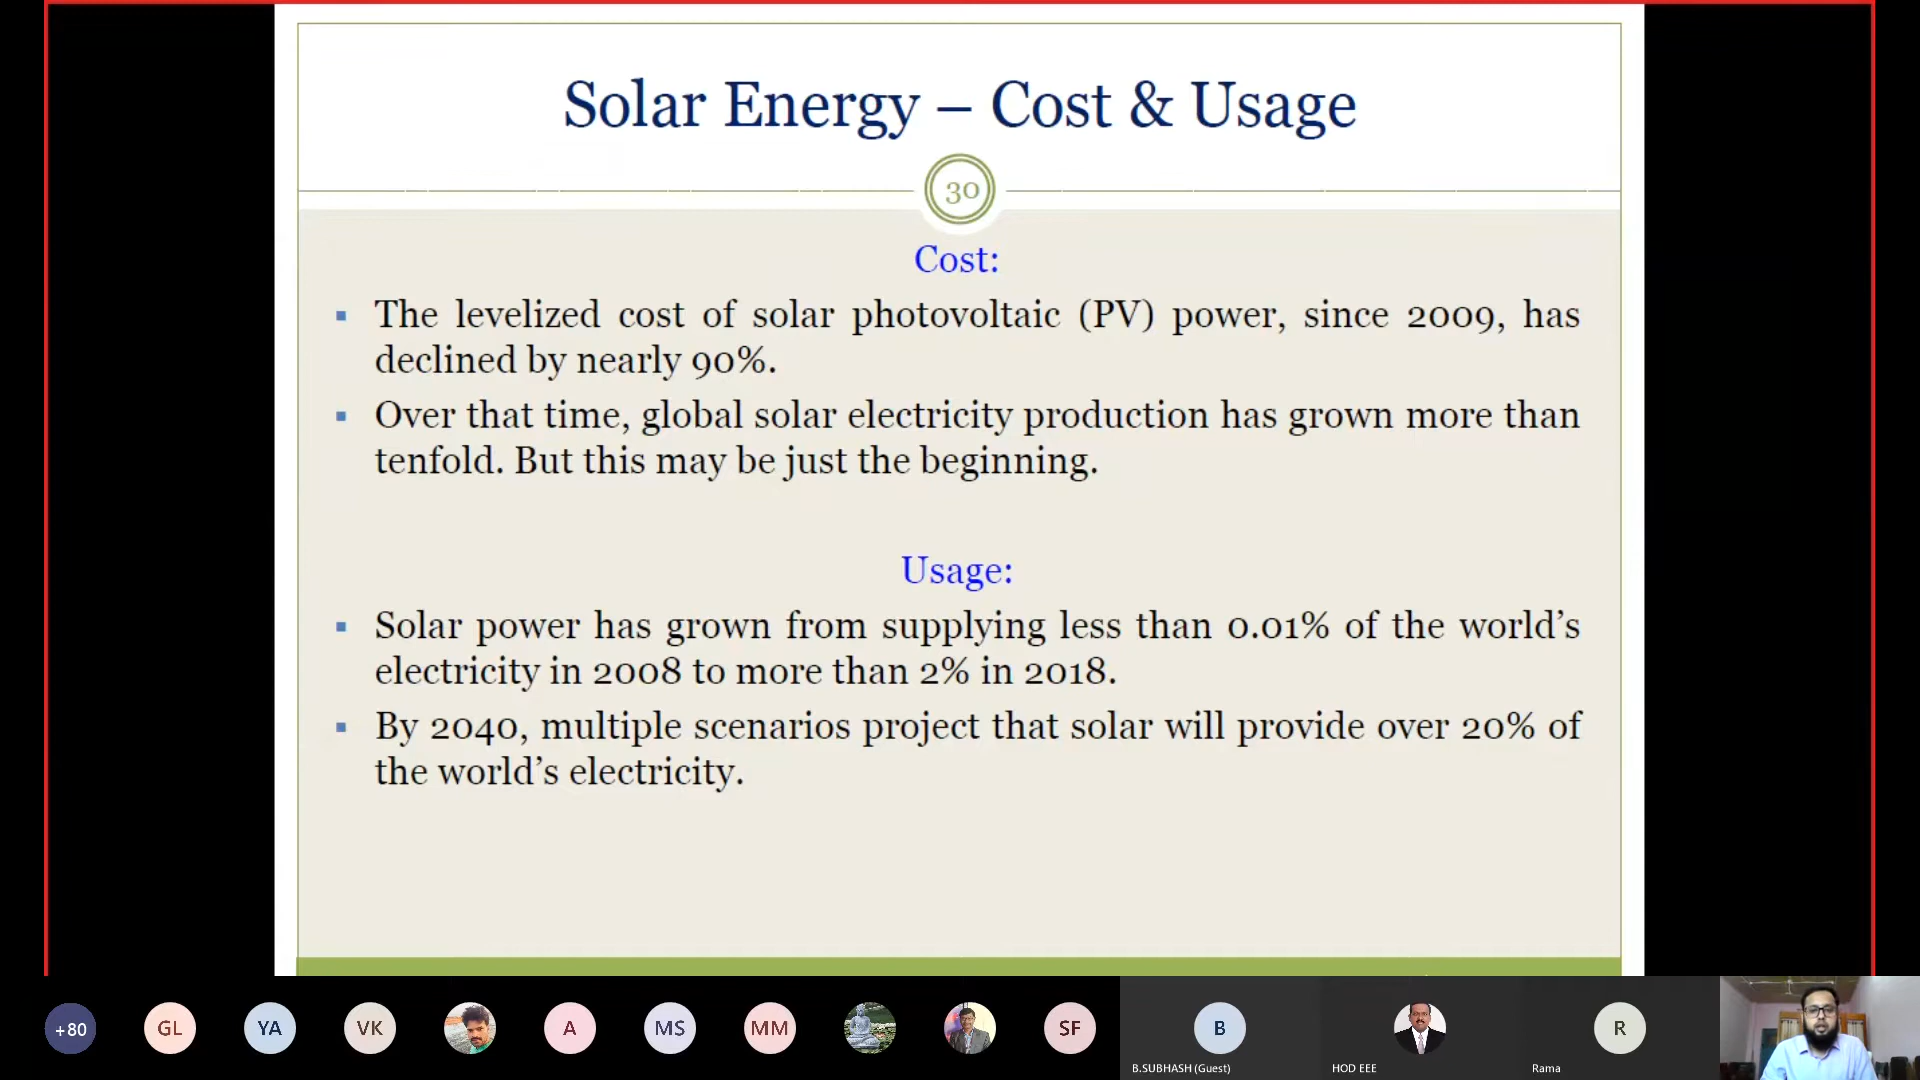 Solar Energy – Cost & Usage
30
Cost:
▪ The levelized cost of solar photovoltaic (PV) power, since 2009, has
declined by nearly 90%.
▪ Over that time, global solar electricity production has grown more than
tenfold. But this may be just the beginning.
Usage:
▪ Solar power has grown from supplying less than 0.01% of the world’s
electricity in 2008 to more than 2% in 2018.
▪ By 2040, multiple scenarios project that solar will provide over 20% of
the world’s electricity.
+80 GL YA VK A MS MM SF B R
B.SUBHASH (Guest) HOD EEE Rama